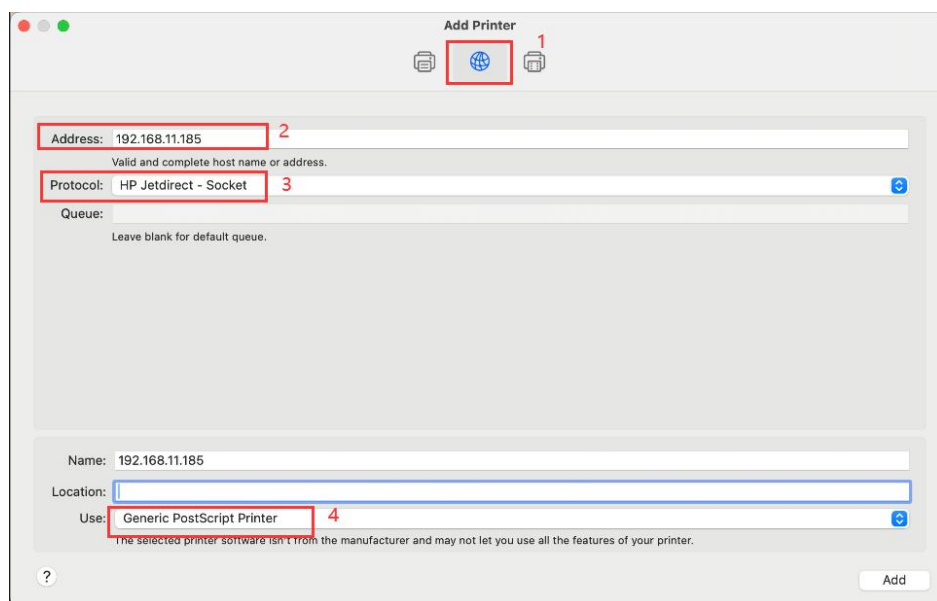 Add Printer
1
Address: 192.168.11.185 2
Valid and complete host name or address.
Protocol: HP Jetdirect - Socket 3
Queue:
Leave blank for default queue.
Name: 192.168.11.185
Location:
Use: Generic PostScript Printer 4
The selected printer software isn't from the manufacturer and may not let you use all the features of your printer.
? Add